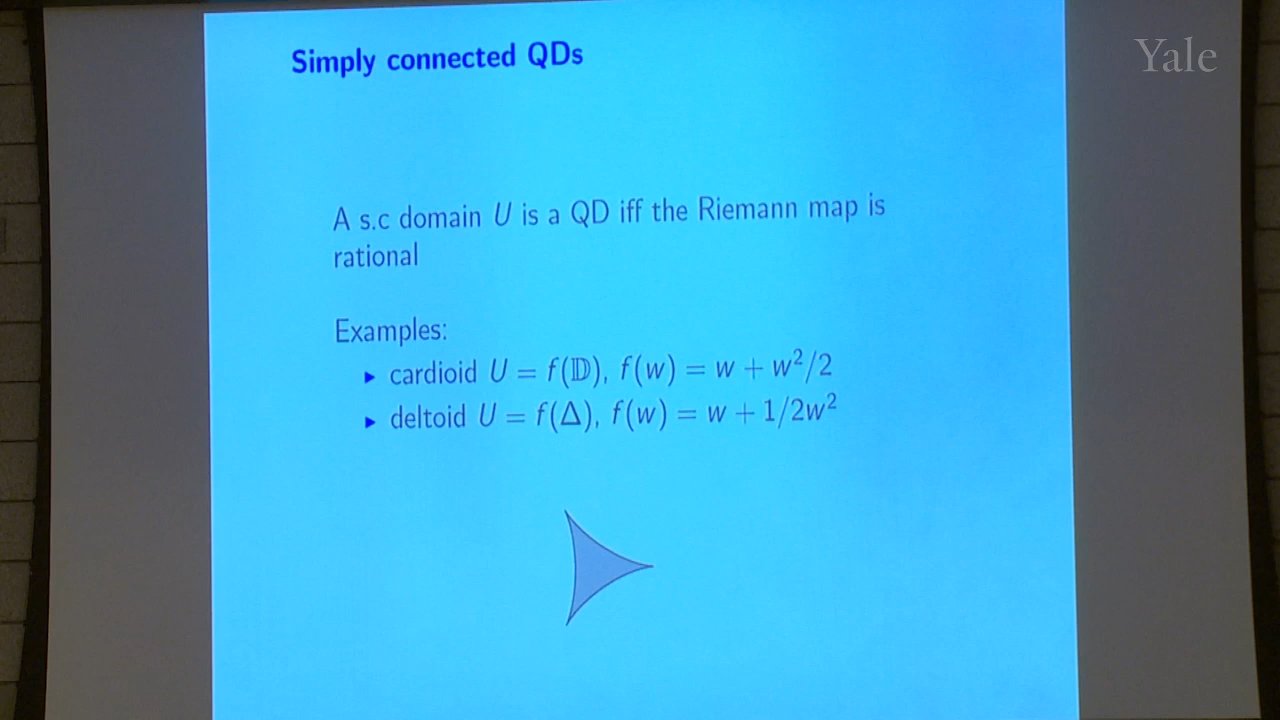 Simply connected QDs
Yale
A s.c domain U is a QD iff the Riemann map is
rational
Examples:
▶ cardioid U = f(𝔻), f(w) = w + w²/2
▶ deltoid U = f(Δ), f(w) = w + 1/2w²